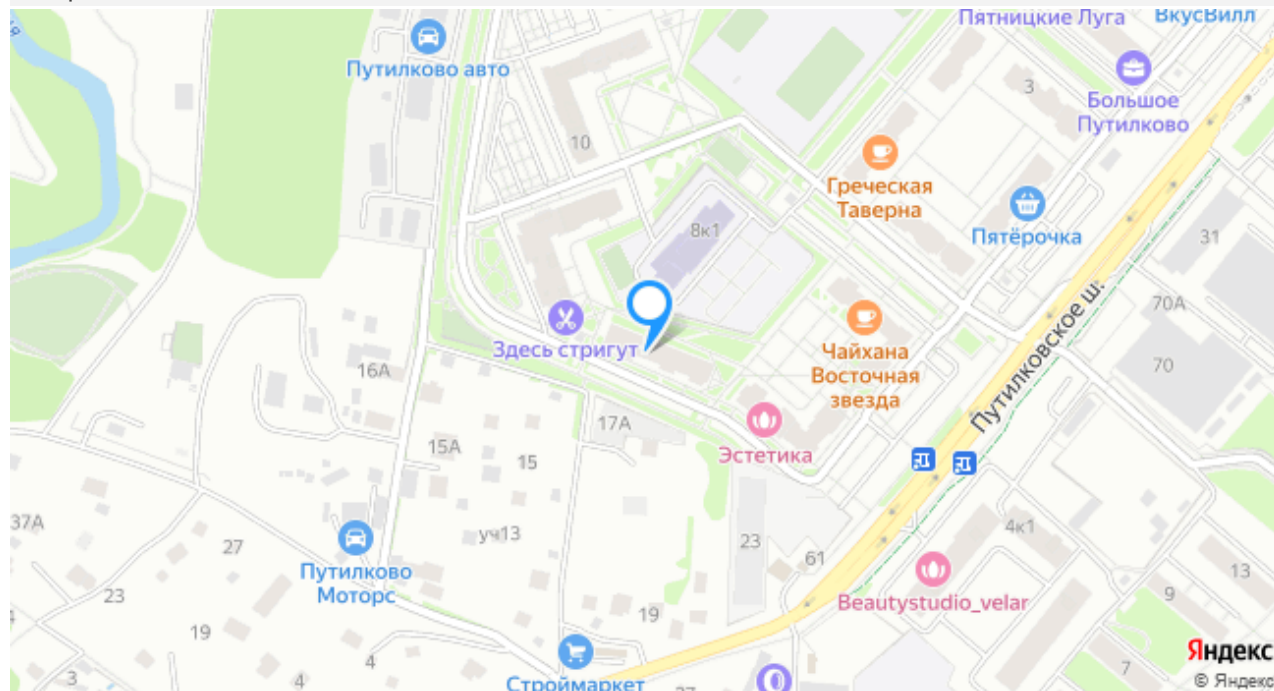 Пятницкие Луга
ВкусВилл
Путилково авто
Большое
Путилково
3
10
Греческая
Таверна
8к1
Пятёрочка
31
70А
Здесь стригут
Чайхана
Восточная
звезда
Путилковское ш.
70
16А
17А
15А
15
Эстетика
37А
уч13
27
23
61
4к1
Путилково
Моторс
13
23
Beautystudio_velar
9
19
19
4
Строймаркет
7
Яндекс
3
4
27
© Яндекс